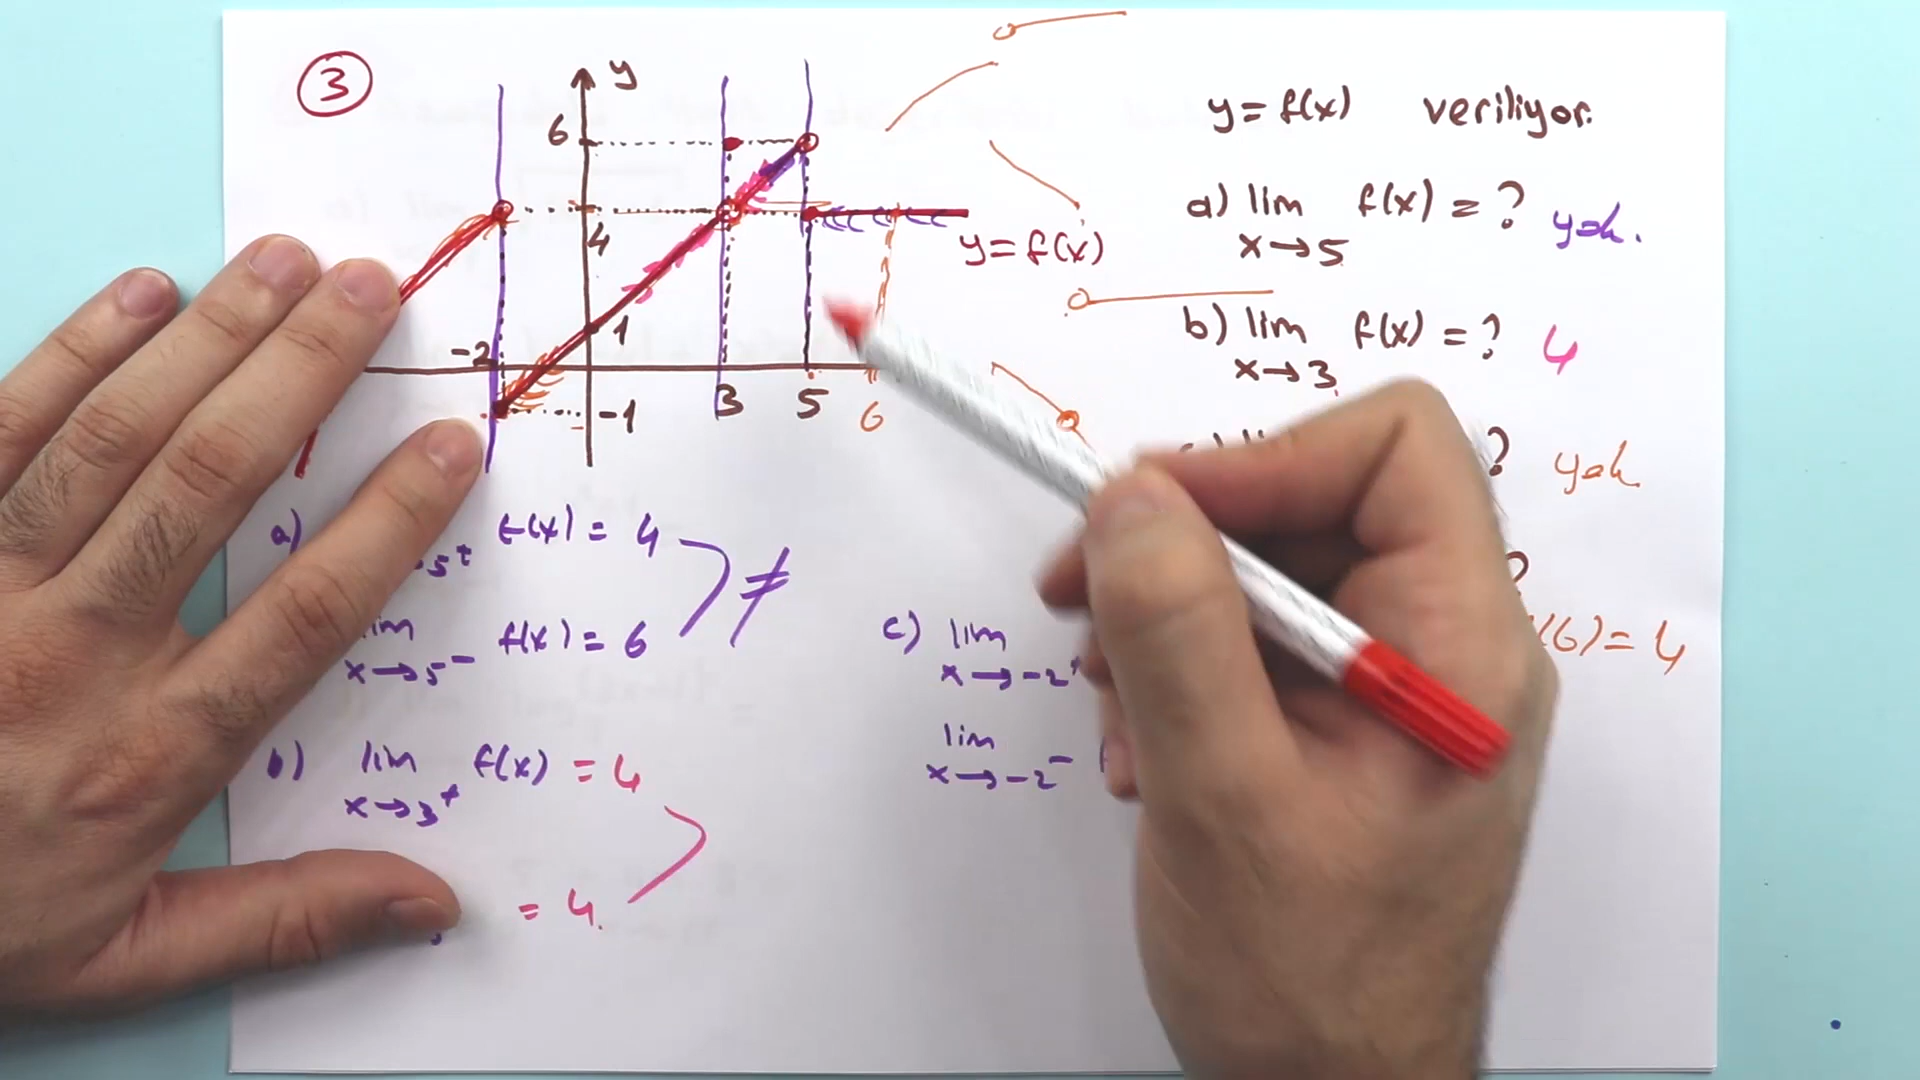 3
y
6
4
1
-2
-1
3
5
6
y=f(x)
y=f(x) veriliyor.
a) lim f(x)=? yok.
x→5
b) lim f(x)=? 4
x→3
? yok
(6)=4
a) f(x)=4
5⁺
≠
f(x)=6
x→5⁻
b) lim f(x)=4
x→3⁺
=4
c) lim
x→-2⁺
lim
x→-2⁻